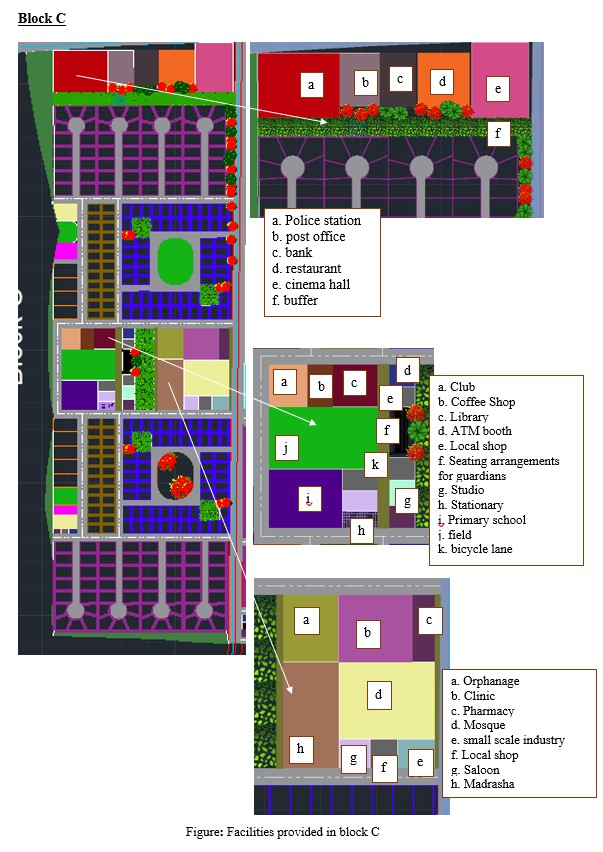 Block C
a
b
c
d
e
f
a. Police station
b. post office
c. bank
d. restaurant
e. cinema hall
f. buffer
Block C
a
b
c
d
e
f
j
k
i
g
h
a. Club
b. Coffee Shop
c. Library
d. ATM booth
e. Local shop
f. Seating arrangements
for guardians
g. Studio
h. Stationary
i. Primary school
j. field
k. bicycle lane
a
b
c
d
h
g
f
e
a. Orphanage
b. Clinic
c. Pharmacy
d. Mosque
e. small scale industry
f. Local shop
g. Saloon
h. Madrasha
Figure: Facilities provided in block C